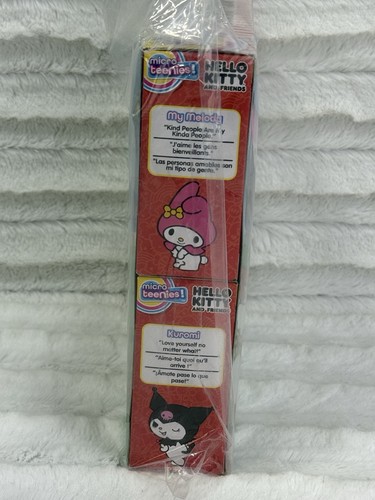 micro
teenies!
HELLO
KITTY
AND FRIENDS
My Melody
"Kind People Are My
Kinda People."
"J'aime les gens
bienveillants."
"Las personas amables son
mi tipo de gente."
micro
teenies!
HELLO
KITTY
AND FRIENDS
Kuromi
"Love yourself no
matter what!"
"Aime-toi quoi qu'il
arrive !"
"¡Ámate pase lo que
pase!"